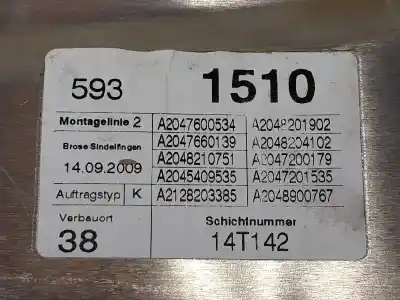 593 1510
Montagelinie 2 A2047600534 A2048201902
Brose Sindelfingen A2047660139 A2048204102
14.09.2009 A2048210751 A2047200179
A2045409535 A2047201535
Auftragstyp K A2128203385 A2048900767
Verbauort Schichtnummer
38 14T142